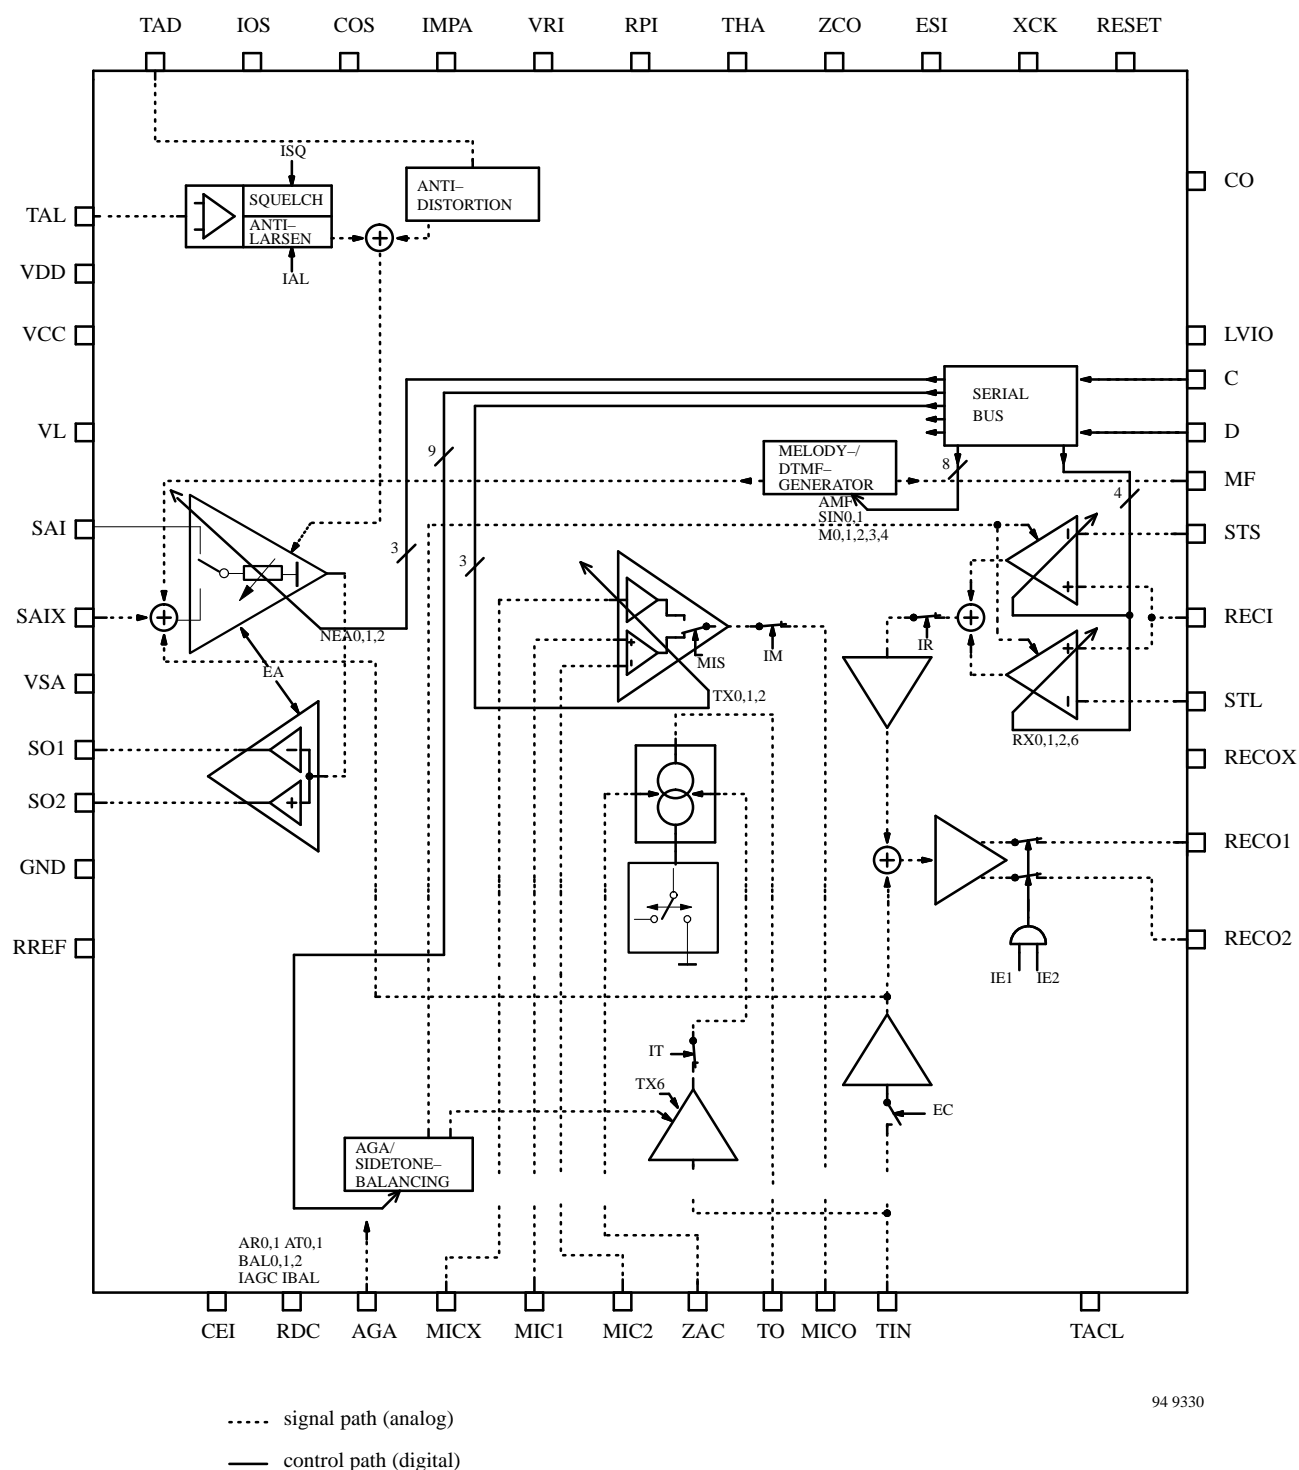 TAD IOS COS IMPA VRI RPI THA ZCO ESI XCK RESET
ISQ
ANTI–
DISTORTION
SQUELCH
ANTI–
LARSEN
IAL
TAL
VDD
VCC
VL
SAI
SAIX
VSA
SO1
SO2
GND
RREF
CO
LVIO
C
D
MF
STS
RECI
STL
RECOX
RECO1
RECO2
SERIAL
BUS
9
8
4
3
3
MELODY–/
DTMF–
GENERATOR
AMF
SIN0,1
M0,1,2,3,4
NEA0,1,2
EA
MIS
IM
IR
TX0,1,2
RX0,1,2,6
IE1 IE2
IT
TX6
EC
AGA/
SIDETONE–
BALANCING
AR0,1 AT0,1
BAL0,1,2
IAGC IBAL
CEI RDC AGA MICX MIC1 MIC2 ZAC TO MICO TIN TACL
94 9330
signal path (analog)
control path (digital)